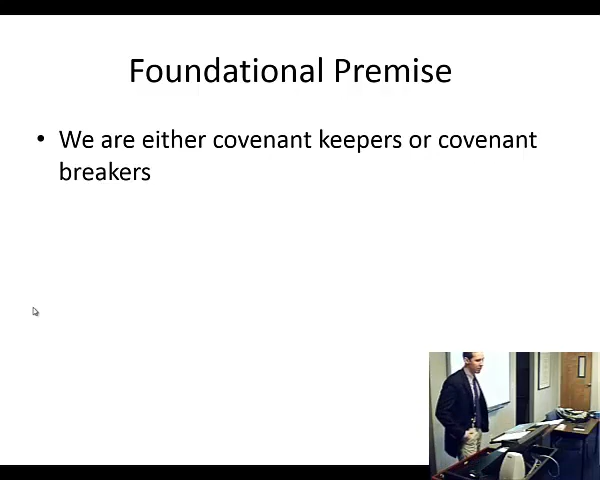 Foundational Premise
• We are either covenant keepers or covenant
breakers